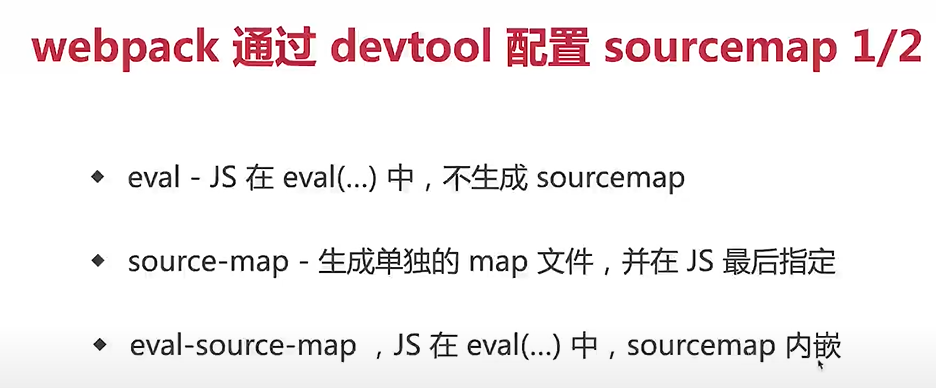 webpack 通过 devtool 配置 sourcemap 1/2
eval - JS 在 eval(...) 中，不生成 sourcemap
source-map - 生成单独的 map 文件，并在 JS 最后指定
eval-source-map ，JS 在 eval(...) 中，sourcemap 内嵌